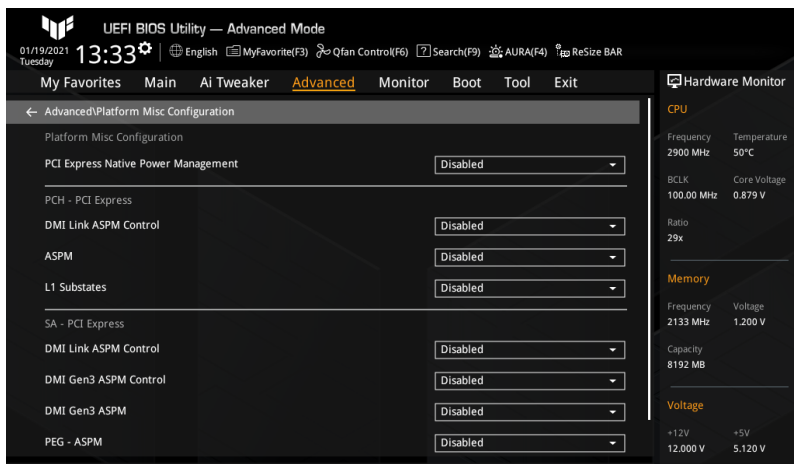 UEFI BIOS Utility — Advanced Mode
01/19/2021 Tuesday 13:33 English MyFavorite(F3) Qfan Control(F6) ? Search(F9) AURA(F4) ReSize BAR
My Favorites Main Ai Tweaker Advanced Monitor Boot Tool Exit
← Advanced\Platform Misc Configuration
Platform Misc Configuration
PCI Express Native Power Management Disabled
PCH - PCI Express
DMI Link ASPM Control Disabled
ASPM Disabled
L1 Substates Disabled
SA - PCI Express
DMI Link ASPM Control Disabled
DMI Gen3 ASPM Control Disabled
DMI Gen3 ASPM Disabled
PEG - ASPM Disabled
Hardware Monitor
CPU
Frequency Temperature
2900 MHz 50°C
BCLK Core Voltage
100.00 MHz 0.879 V
Ratio
29x
Memory
Frequency Voltage
2133 MHz 1.200 V
Capacity
8192 MB
Voltage
+12V +5V
12.000 V 5.120 V